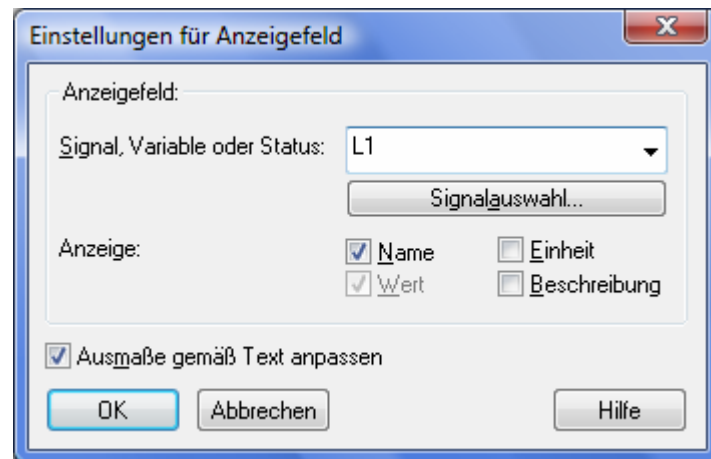 Einstellungen für Anzeigefeld
Anzeigefeld:
Signal, Variable oder Status: L1
Signalauswahl...
Anzeige: Name Einheit
Wert Beschreibung
Ausmaße gemäß Text anpassen
OK Abbrechen Hilfe